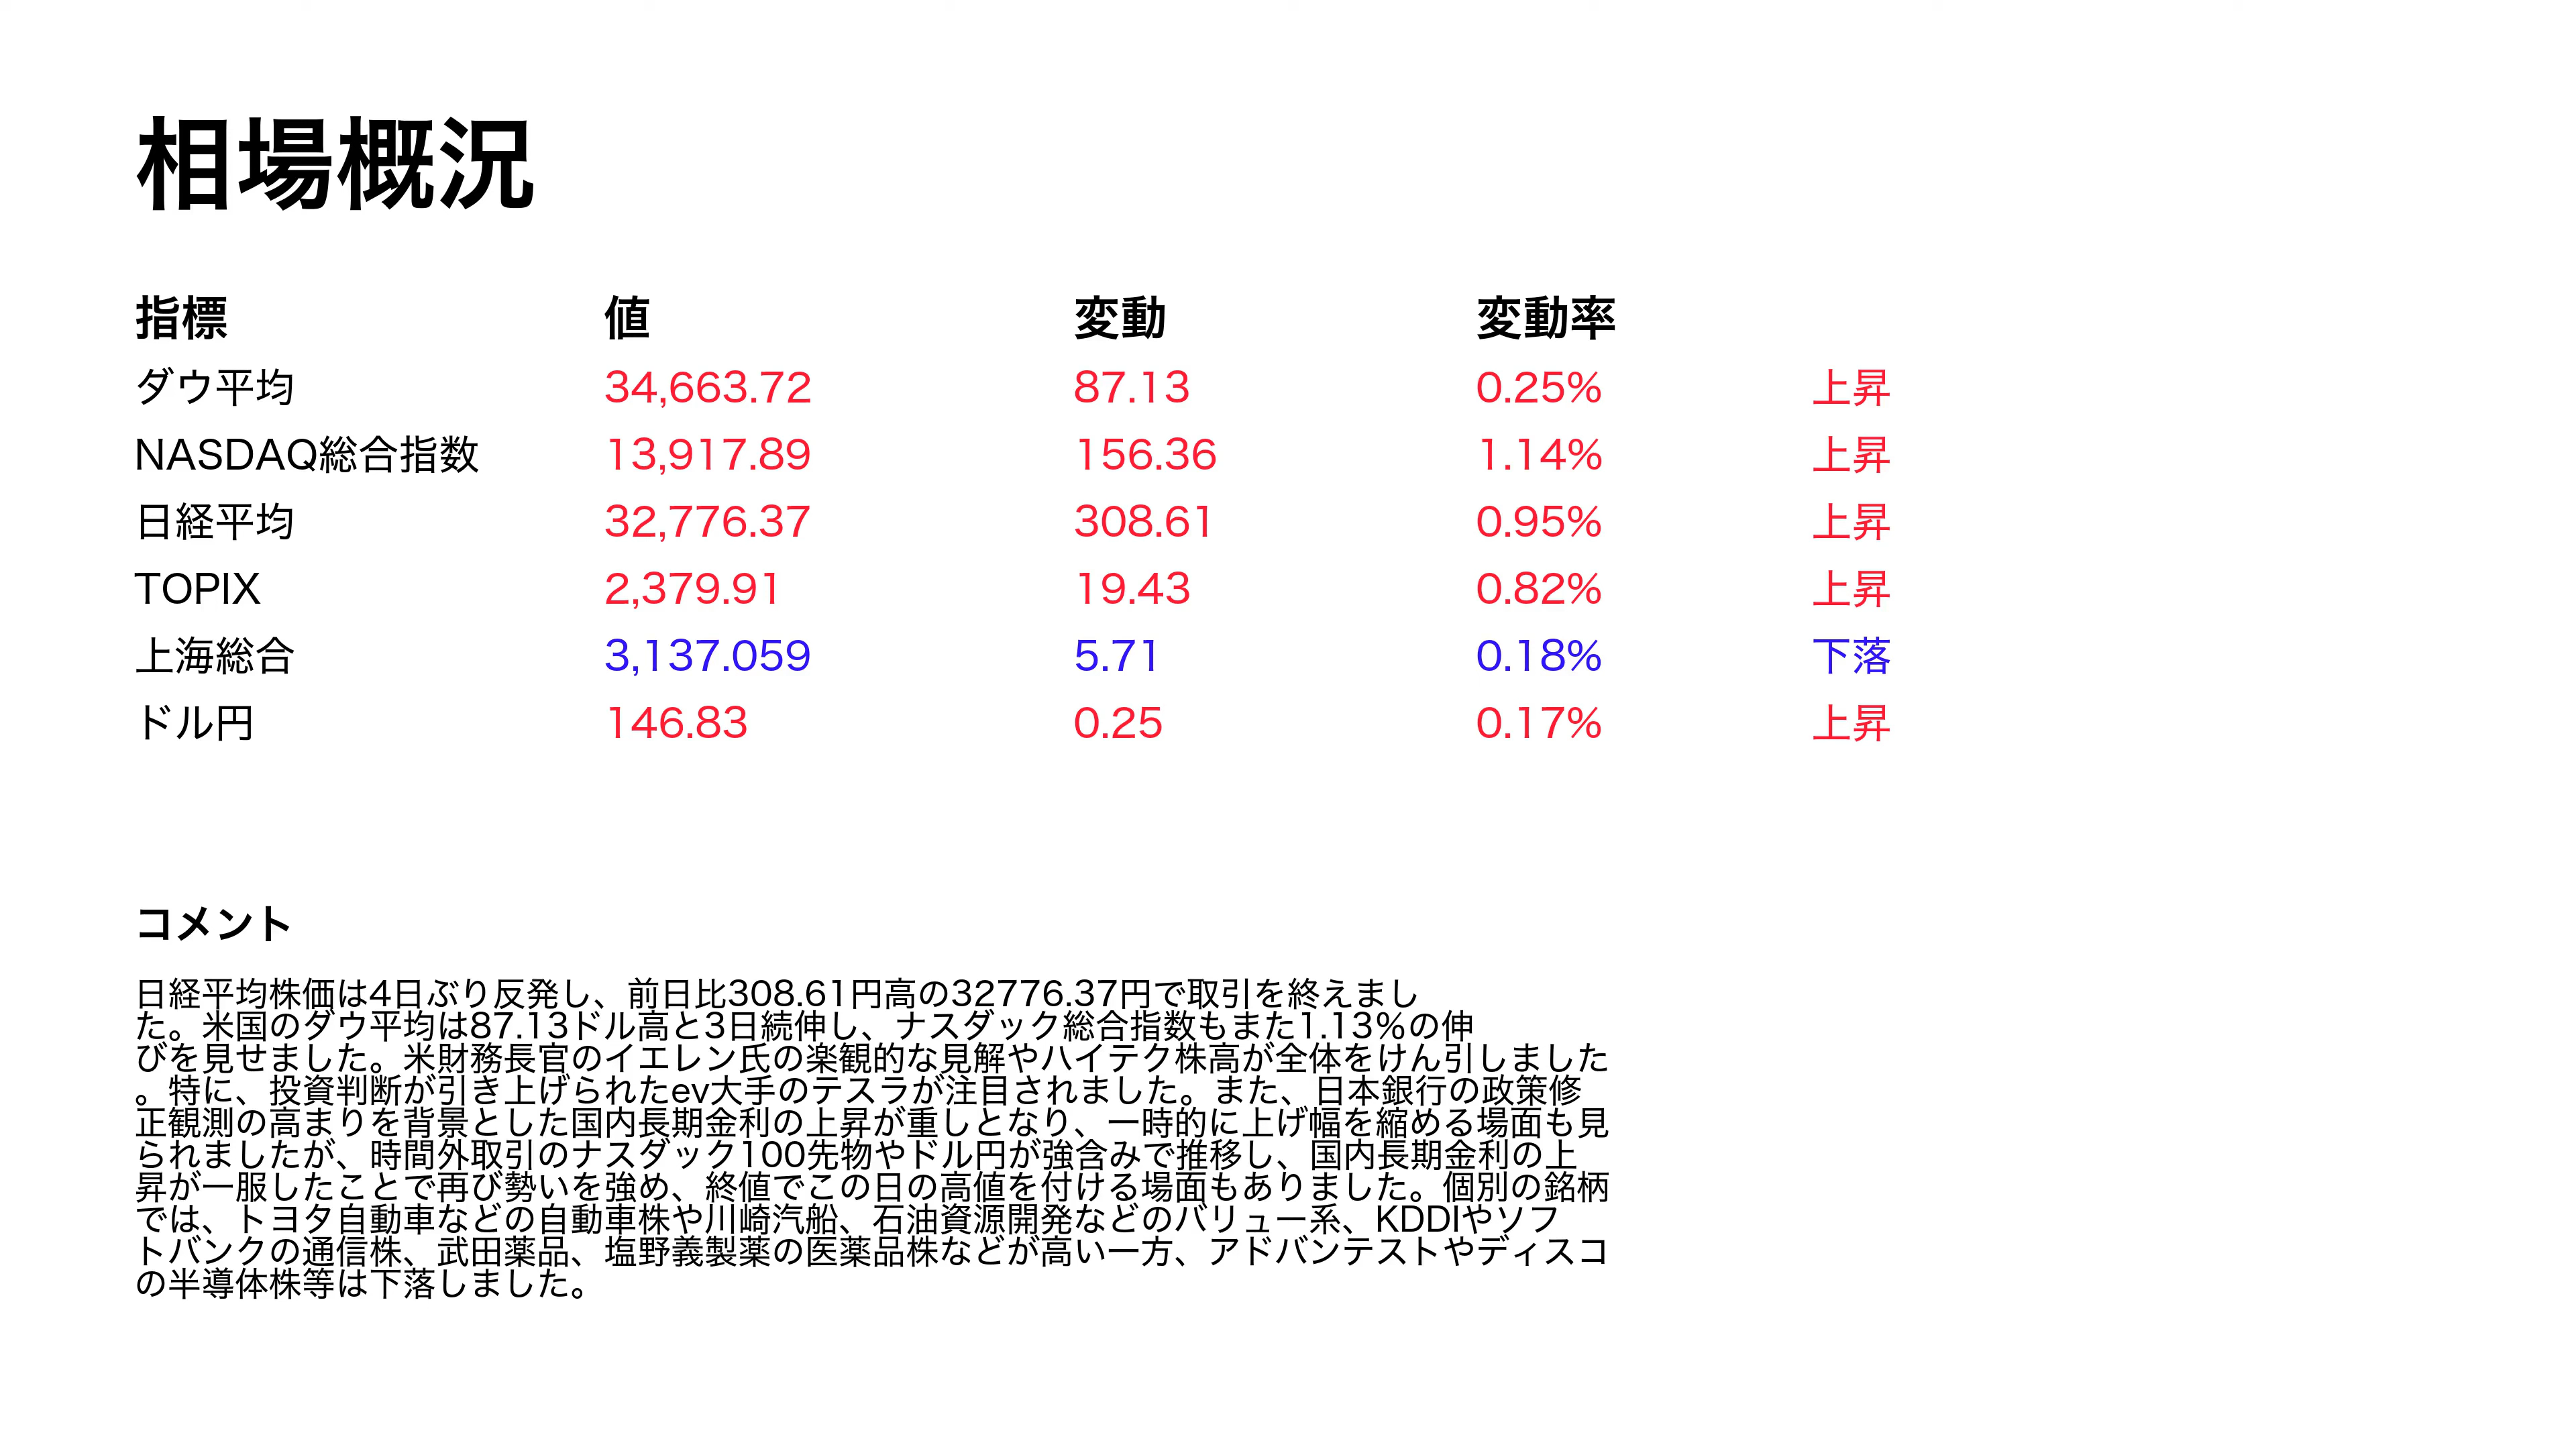 相場概況
指標 値 変動 変動率
ダウ平均 34,663.72 87.13 0.25% 上昇
NASDAQ総合指数 13,917.89 156.36 1.14% 上昇
日経平均 32,776.37 308.61 0.95% 上昇
TOPIX 2,379.91 19.43 0.82% 上昇
上海総合 3,137.059 5.71 0.18% 下落
ドル円 146.83 0.25 0.17% 上昇
コメント
日経平均株価は4日ぶり反発し、前日比308.61円高の32776.37円で取引を終えまし
た。米国のダウ平均は87.13ドル高と3日続伸し、ナスダック総合指数もまた1.13%の伸
びを見せました。米財務長官のイエレン氏の楽観的な見解やハイテク株高が全体をけん引しました
。特に、投資判断が引き上げられたev大手のテスラが注目されました。また、日本銀行の政策修
正観測の高まりを背景とした国内長期金利の上昇が重しとなり、一時的に上げ幅を縮める場面も見
られましたが、時間外取引のナスダック100先物やドル円が強含みで推移し、国内長期金利の上
昇が一服したことで再び勢いを強め、終値でこの日の高値を付ける場面もありました。個別の銘柄
では、トヨタ自動車などの自動車株や川崎汽船、石油資源開発などのバリュー系、KDDIやソフ
トバンクの通信株、武田薬品、塩野義製薬の医薬品株などが高い一方、アドバンテストやディスコ
の半導体株等は下落しました。